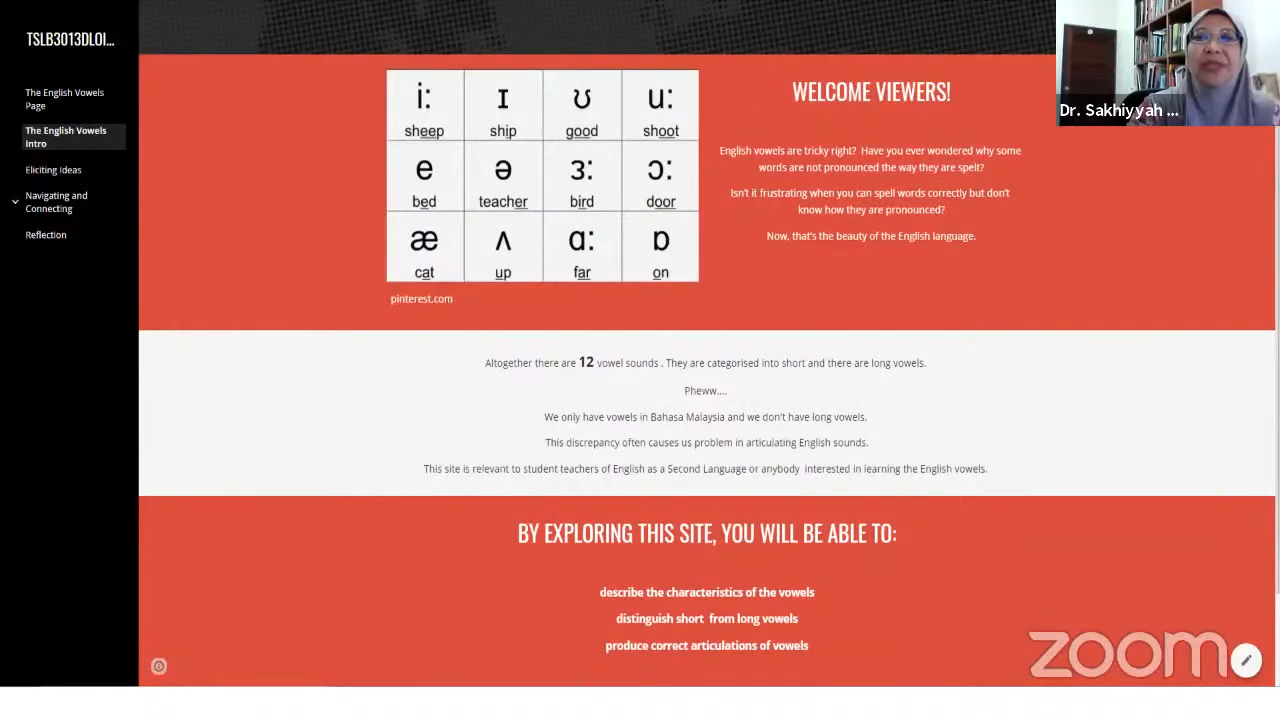 TSLB3013DLOI...
The English Vowels
Page
The English Vowels
Intro
Eliciting Ideas
Navigating and
Connecting
Reflection
i: ɪ ʊ u:
sheep ship good shoot
e ə ɜ: ɔ:
bed teacher bird door
æ ʌ ɑ: ɒ
cat up far on
pinterest.com
WELCOME VIEWERS!
English vowels are tricky right? Have you ever wondered why some
words are not pronounced the way they are spelt?
Isn't it frustrating when you can spell words correctly but don't
know how they are pronounced?
Now, that's the beauty of the English language.
Dr. Sakhiyyah ...
Altogether there are 12 vowel sounds . They are categorised into short and there are long vowels.
Pheww....
We only have vowels in Bahasa Malaysia and we don't have long vowels.
This discrepancy often causes us problem in articulating English sounds.
This site is relevant to student teachers of English as a Second Language or anybody interested in learning the English vowels.
BY EXPLORING THIS SITE, YOU WILL BE ABLE TO:
describe the characteristics of the vowels
distinguish short from long vowels
produce correct articulations of vowels
zoom